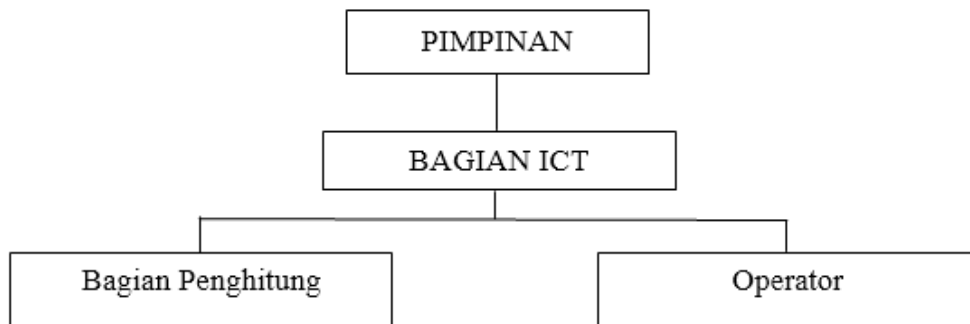 PIMPINAN
BAGIAN ICT
Bagian Penghitung
Operator